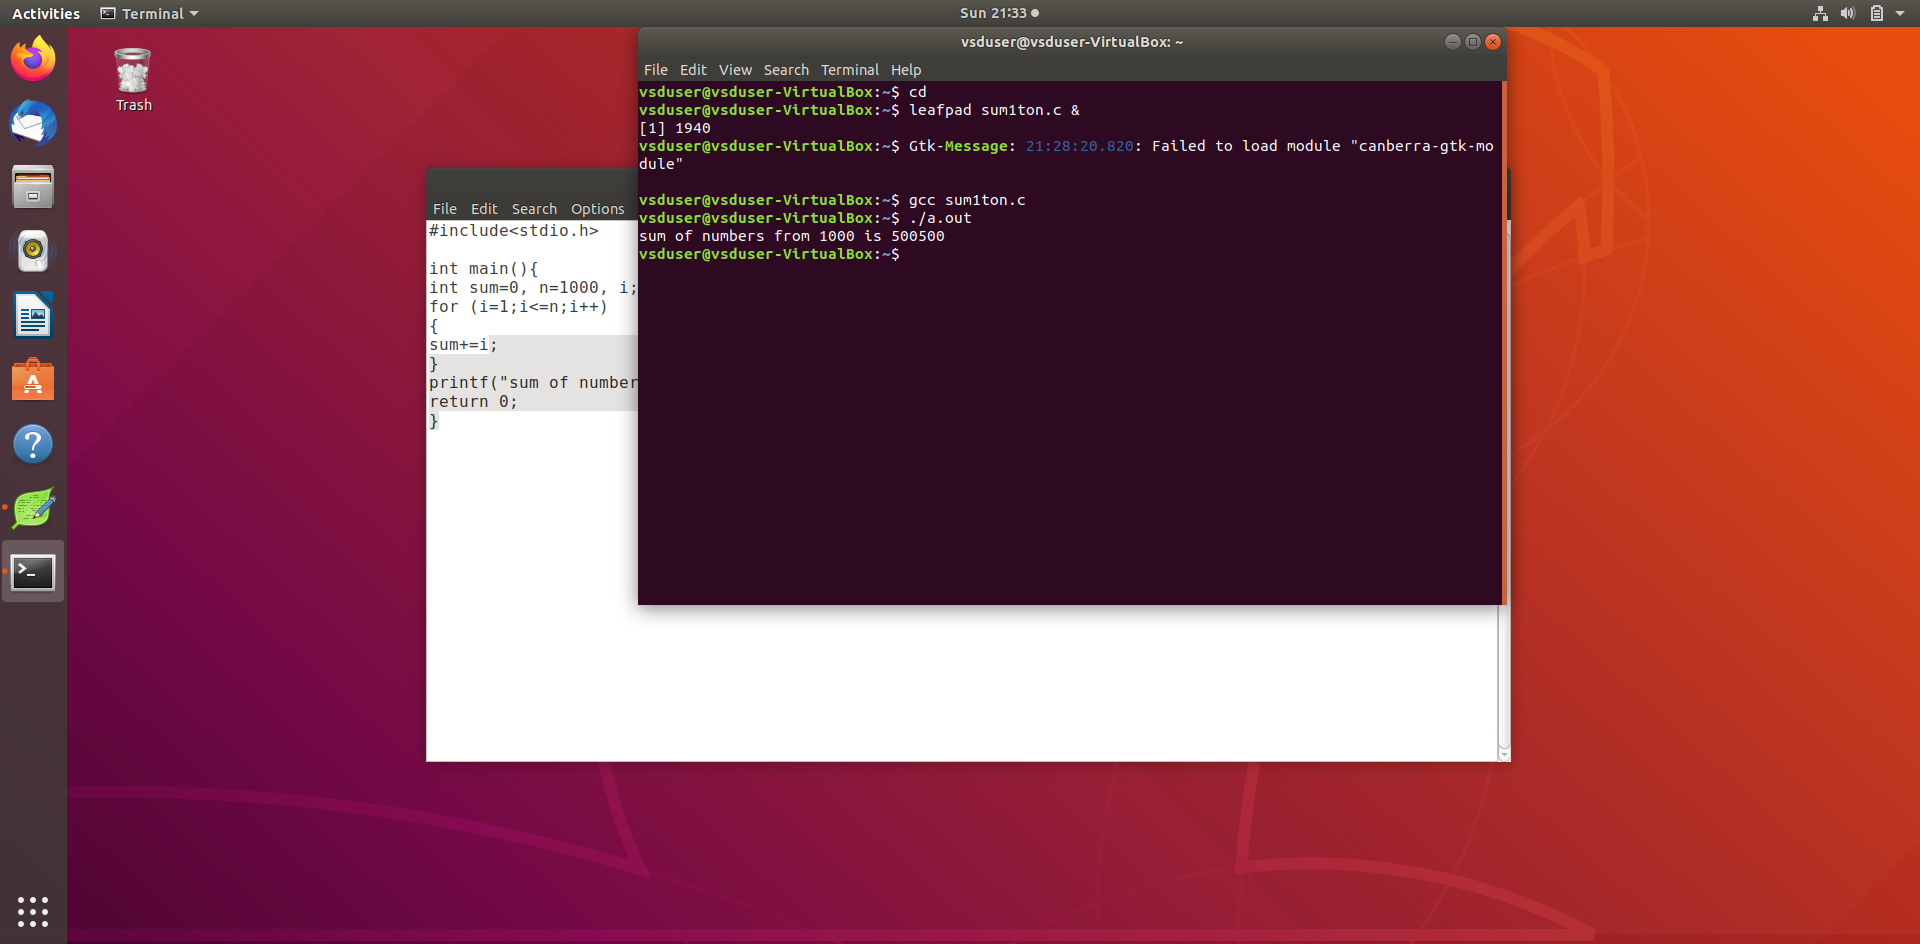 Activities
Terminal
Sun 21:33
Trash
vsduser@vsduser-VirtualBox: ~
File Edit View Search Terminal Help
vsduser@vsduser-VirtualBox:~$ cd
vsduser@vsduser-VirtualBox:~$ leafpad sum1ton.c &
[1] 1940
vsduser@vsduser-VirtualBox:~$ Gtk-Message: 21:28:20.820: Failed to load module "canberra-gtk-mo
dule"
vsduser@vsduser-VirtualBox:~$ gcc sum1ton.c
vsduser@vsduser-VirtualBox:~$ ./a.out
sum of numbers from 1000 is 500500
vsduser@vsduser-VirtualBox:~$
File Edit Search Options
#include<stdio.h>
int main(){
int sum=0, n=1000, i;
for (i=1;i<=n;i++)
{
sum+=i;
}
printf("sum of number
return 0;
}